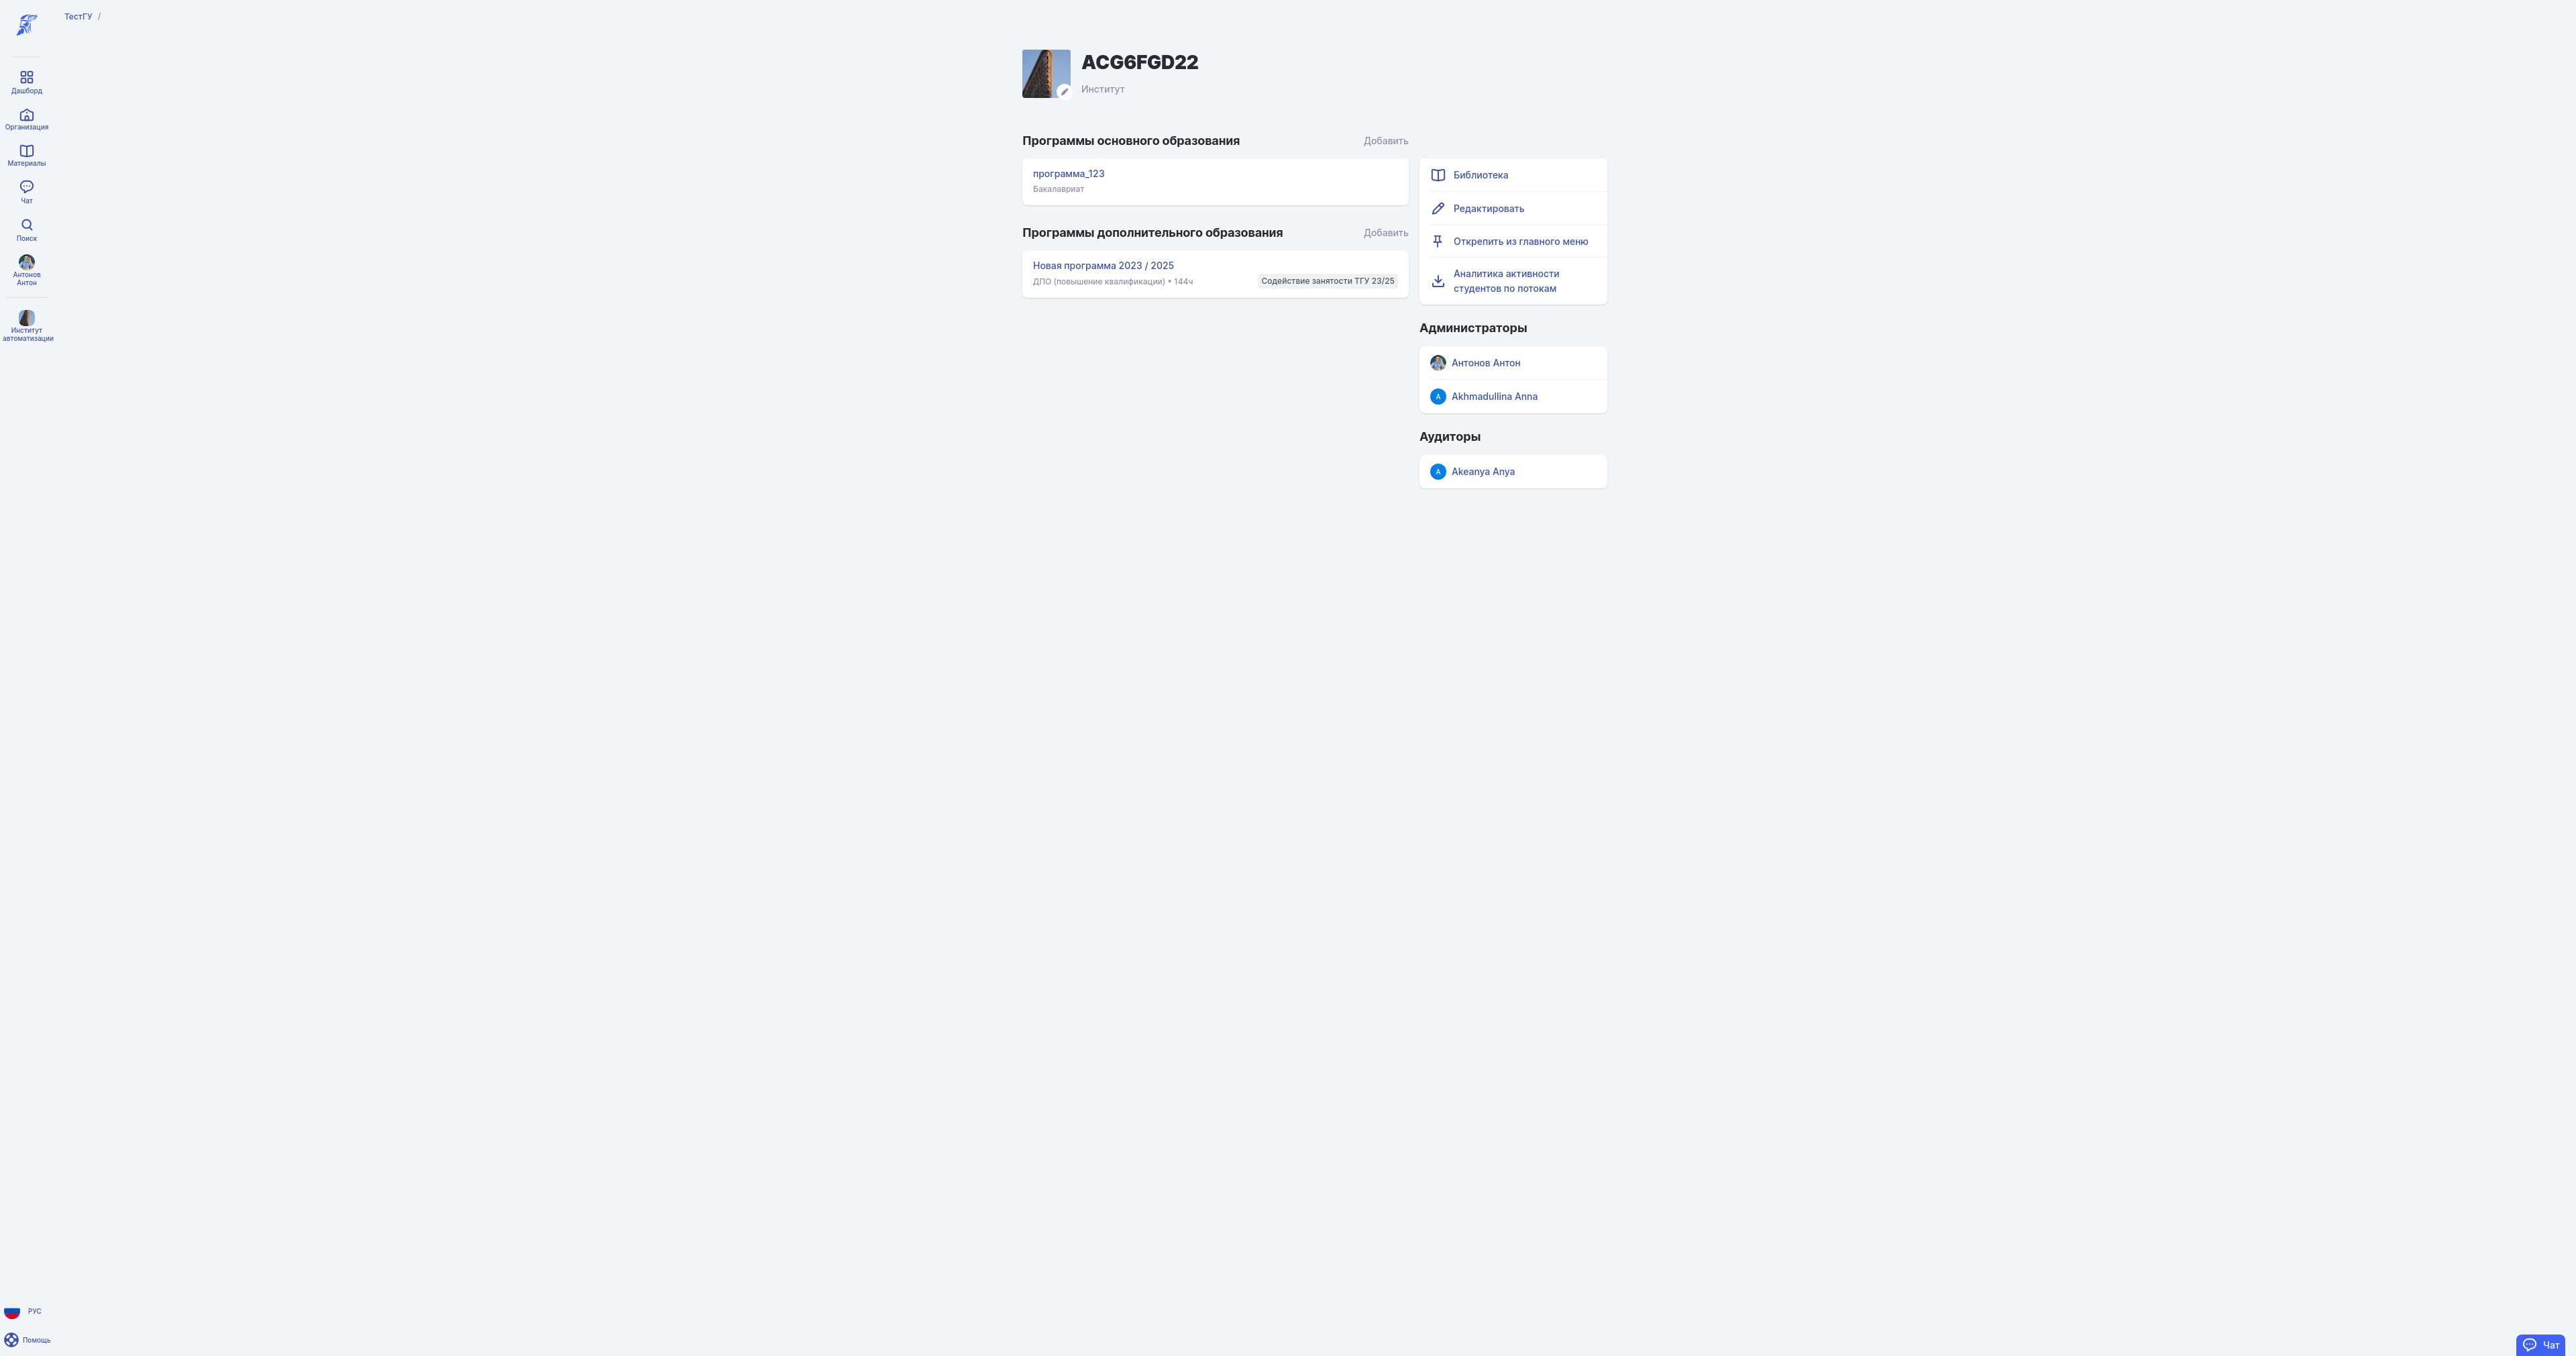 ТестГУ /
Дашборд
Организация
Материалы
Чат
Поиск
Антонов
Антон
Институт
автоматизации
ACG6FGD22
Институт
Программы основного образования Добавить
программа_123
Бакалавриат
Программы дополнительного образования Добавить
Новая программа 2023 / 2025
ДПО (повышение квалификации) • 144ч Содействие занятости ТГУ 23/25
Библиотека
Редактировать
Открепить из главного меню
Аналитика активности
студентов по потокам
Администраторы
Антонов Антон
A Akhmadullina Anna
Аудиторы
A Akeanya Anya
РУС
Помощь
Чат